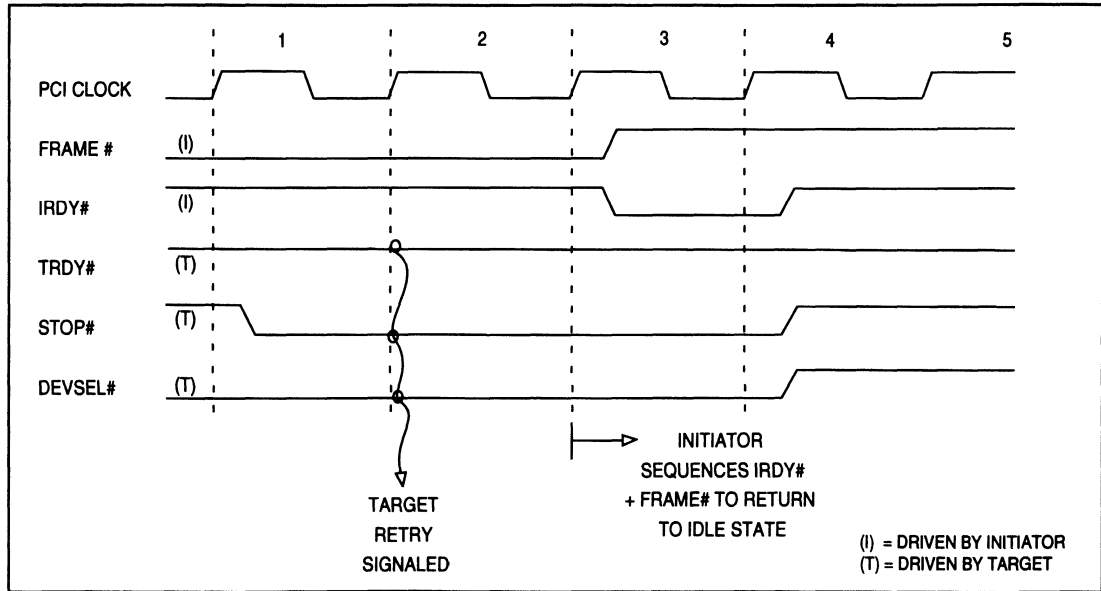 1 2 3 4 5
PCI CLOCK
FRAME # (I)
IRDY# (I)
TRDY# (T)
STOP# (T)
DEVSEL# (T)
TARGET
RETRY
SIGNALED
INITIATOR
SEQUENCES IRDY#
+ FRAME# TO RETURN
TO IDLE STATE
(I) = DRIVEN BY INITIATOR
(T) = DRIVEN BY TARGET